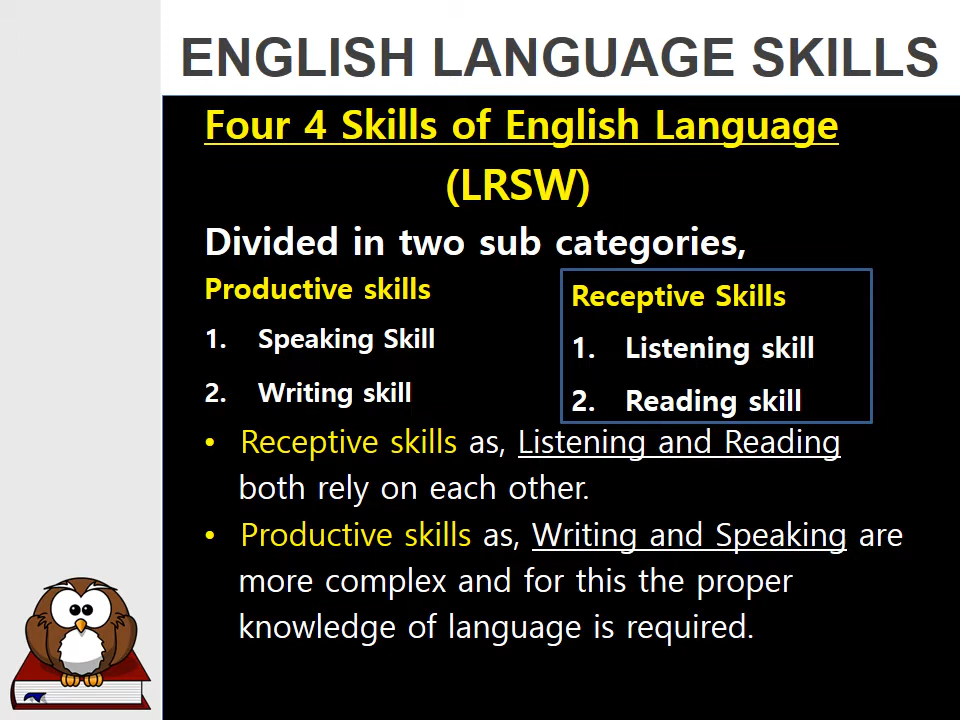 ENGLISH LANGUAGE SKILLS
Four 4 Skills of English Language
(LRSW)
Divided in two sub categories,
Productive skills
1. Speaking Skill
2. Writing skill
Receptive Skills
1. Listening skill
2. Reading skill
• Receptive skills as, Listening and Reading
both rely on each other.
• Productive skills as, Writing and Speaking are
more complex and for this the proper
knowledge of language is required.